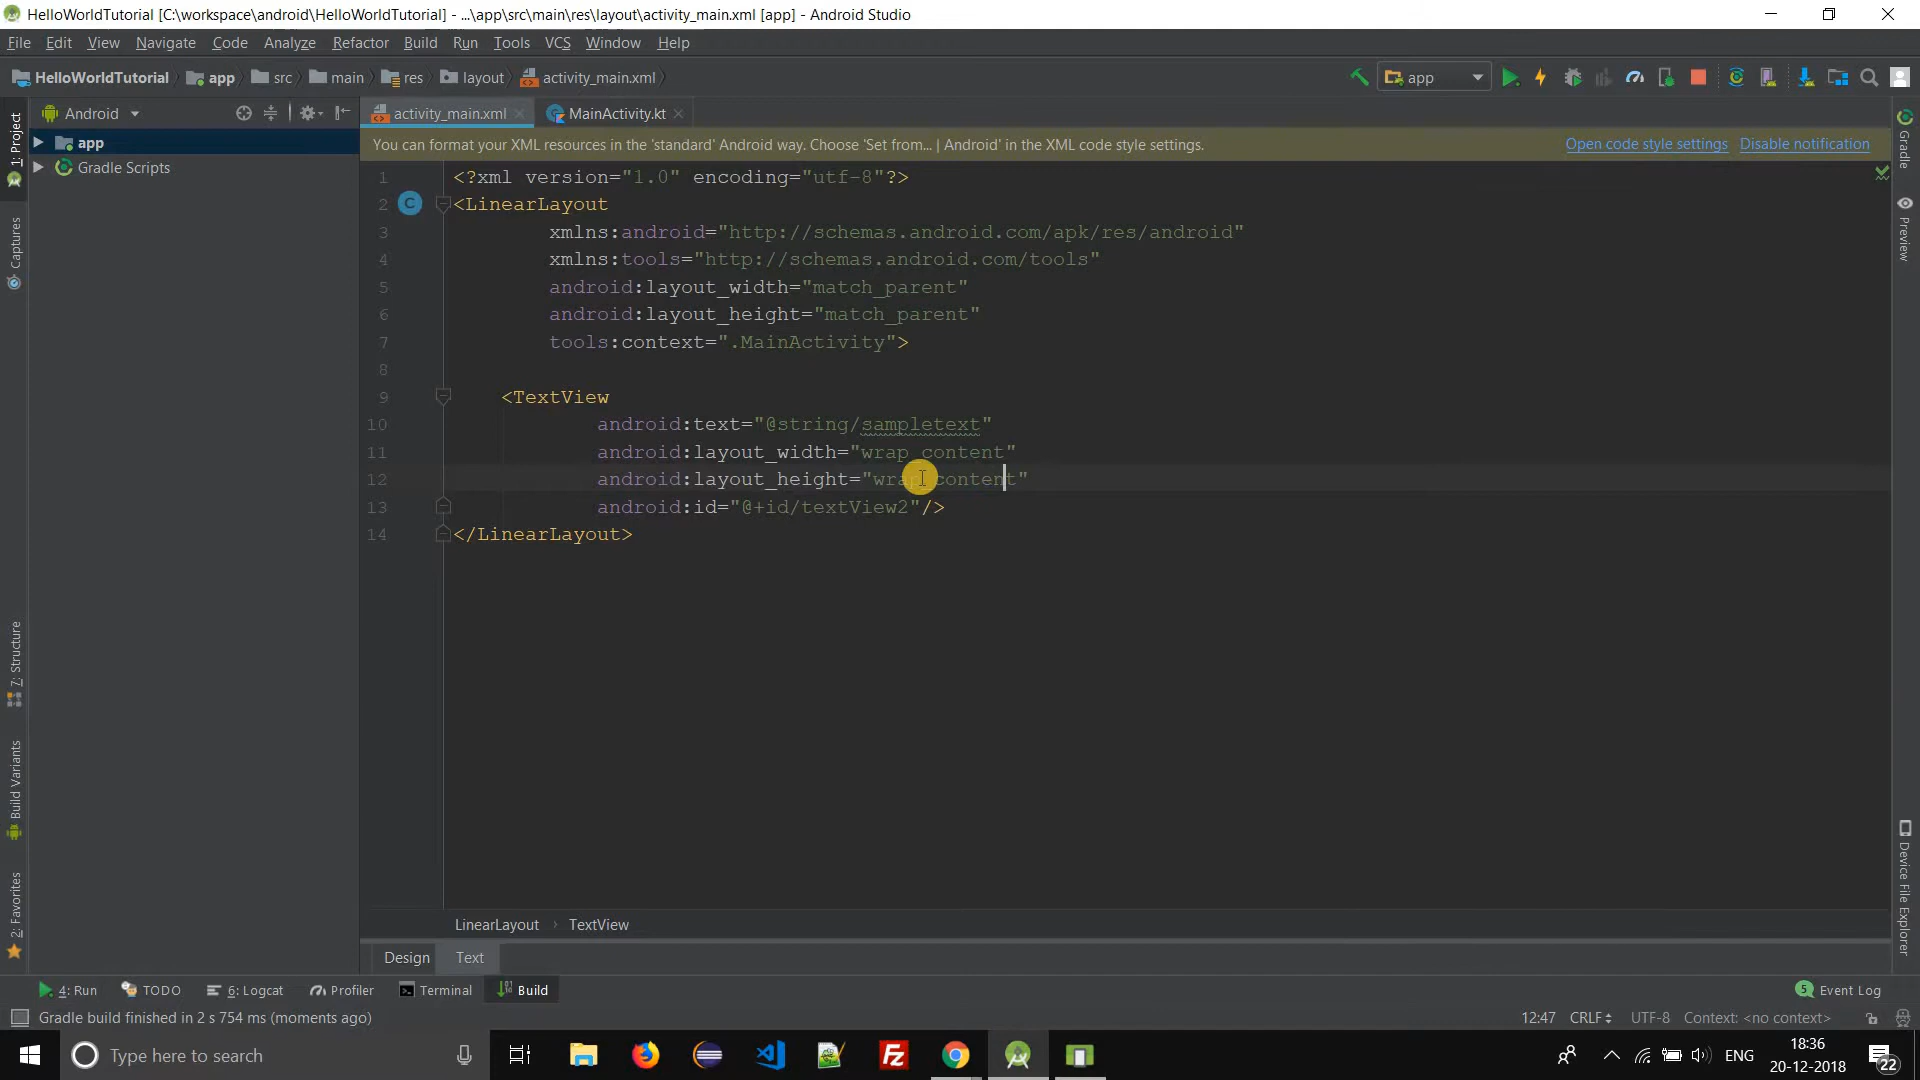 HelloWorldTutorial [C:\workspace\android\HelloWorldTutorial] - ...\app\src\main\res\layout\activity_main.xml [app] - Android Studio
File Edit View Navigate Code Analyze Refactor Build Run Tools VCS Window Help
HelloWorldTutorial app src main res layout activity_main.xml app
Android activity_main.xml MainActivity.kt
You can format your XML resources in the 'standard' Android way. Choose 'Set from... | Android' in the XML code style settings. Open code style settings Disable notification
app
Gradle Scripts
1: Project
Captures
7: Structure
Build Variants
2: Favorites
1 <?xml version="1.0" encoding="utf-8"?>
2 C <LinearLayout
3 xmlns:android="http://schemas.android.com/apk/res/android"
4 xmlns:tools="http://schemas.android.com/tools"
5 android:layout_width="match_parent"
6 android:layout_height="match_parent"
7 tools:context=".MainActivity">
8
9 <TextView
10 android:text="@string/sampletext"
11 android:layout_width="wrap_content"
12 android:layout_height="wrap_content"
13 android:id="@+id/textView2"/>
14 </LinearLayout>
Gradle
Preview
Device File Explorer
LinearLayout TextView
Design Text
4: Run TODO 6: Logcat Profiler Terminal Build 5 Event Log
Gradle build finished in 2 s 754 ms (moments ago) 12:47 CRLF UTF-8 Context: <no context>
Type here to search Fz ENG 18:36
20-12-2018 22